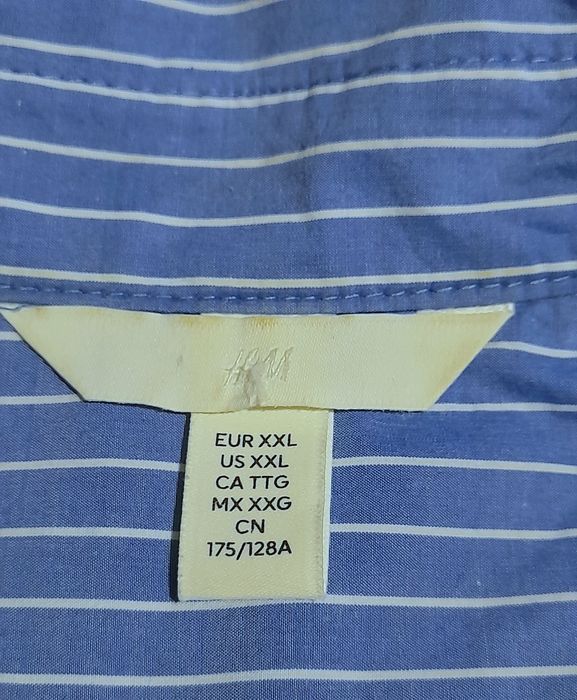 H&M
EUR XXL
US XXL
CA TTG
MX XXG
CN
175/128A